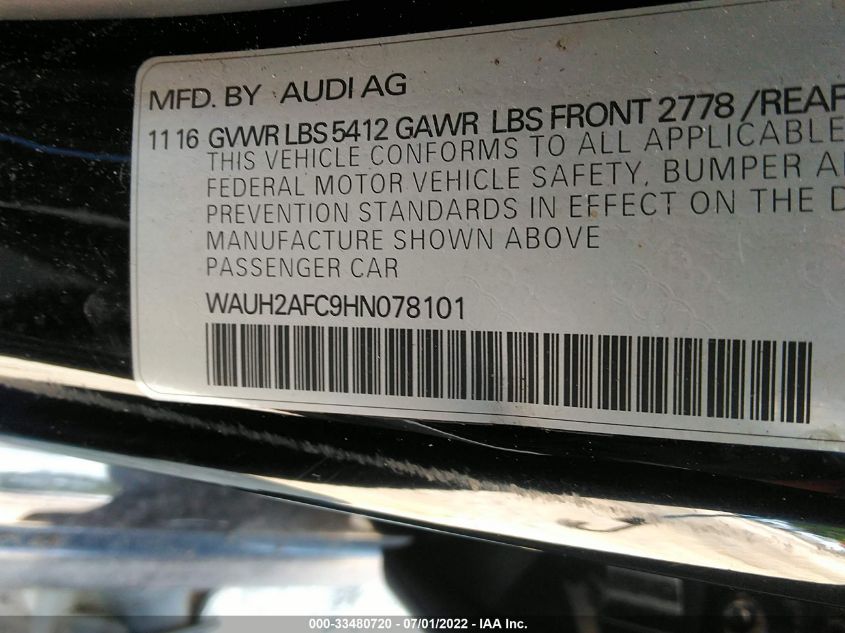 MFD. BY AUDI AG
11 16 GVWR LBS 5412 GAWR LBS FRONT 2778 /REAR
THIS VEHICLE CONFORMS TO ALL APPLICABLE
FEDERAL MOTOR VEHICLE SAFETY, BUMPER
PREVENTION STANDARDS IN EFFECT ON THE
MANUFACTURE SHOWN ABOVE
PASSENGER CAR
WAUH2AFC9HN078101
000-33480720 - 07/01/2022 - IAA Inc.